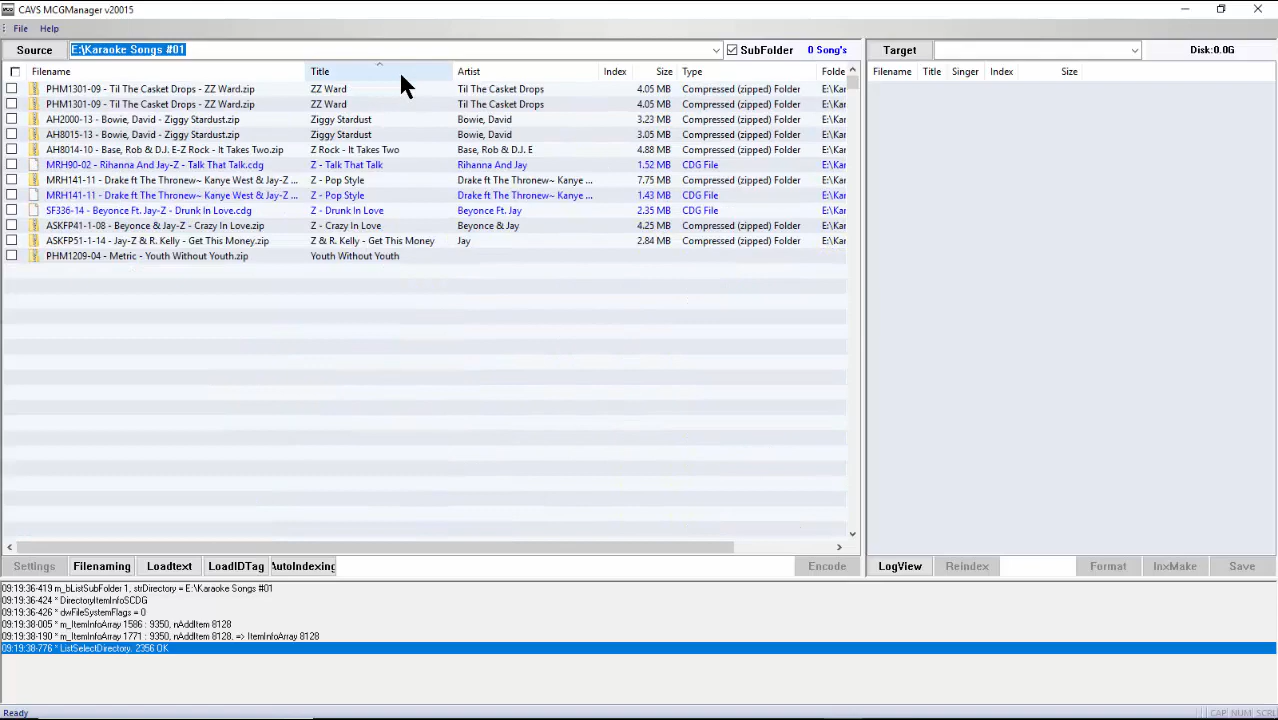 CAVS MCGManager v20015
File Help
Source E:\Karaoke Songs #01 SubFolder 0 Song's Target Disk:0.0G
Filename Title Artist Index Size Type Folde Filename Title Singer Index Size
PHM1301-09 - Til The Casket Drops - ZZ Ward.zip ZZ Ward Til The Casket Drops 4.05 MB Compressed (zipped) Folder E:\Kar
PHM1301-09 - Til The Casket Drops - ZZ Ward.zip ZZ Ward Til The Casket Drops 4.05 MB Compressed (zipped) Folder E:\Kar
AH2000-13 - Bowie, David - Ziggy Stardust.zip Ziggy Stardust Bowie, David 3.23 MB Compressed (zipped) Folder E:\Kar
AH8015-13 - Bowie, David - Ziggy Stardust.zip Ziggy Stardust Bowie, David 3.05 MB Compressed (zipped) Folder E:\Kar
AH8014-10 - Base, Rob & D.J. E-Z Rock - It Takes Two.zip Z Rock - It Takes Two Base, Rob & D.J. E 4.88 MB Compressed (zipped) Folder E:\Kar
MRH90-02 - Rihanna And Jay-Z - Talk That Talk.cdg Z - Talk That Talk Rihanna And Jay 1.52 MB CDG File E:\Kar
MRH141-11 - Drake ft The Thronew~ Kanye West & Jay-Z ... Z - Pop Style Drake ft The Thronew~ Kanye ... 7.75 MB Compressed (zipped) Folder E:\Kar
MRH141-11 - Drake ft The Thronew~ Kanye West & Jay-Z ... Z - Pop Style Drake ft The Thronew~ Kanye ... 1.43 MB CDG File E:\Kar
SF336-14 - Beyonce Ft. Jay-Z - Drunk In Love.cdg Z - Drunk In Love Beyonce Ft. Jay 2.35 MB CDG File E:\Kar
ASKFP41-1-08 - Beyonce & Jay-Z - Crazy In Love.zip Z - Crazy In Love Beyonce & Jay 4.25 MB Compressed (zipped) Folder E:\Kar
ASKFP51-1-14 - Jay-Z & R. Kelly - Get This Money.zip Z & R. Kelly - Get This Money Jay 2.84 MB Compressed (zipped) Folder E:\Kar
PHM1209-04 - Metric - Youth Without Youth.zip Youth Without Youth
Settings Filenaming Loadtext LoadIDTag AutoIndexing Encode LogView Reindex Format InxMake Save
09:19:36-419 m_bListSubFolder 1, strDirectory = E:\Karaoke Songs #01
09:19:36-424 * DirectoryItemInfoSCDG
09:19:36-426 * dwFileSystemFlags = 0
09:19:38-005 * m_ItemInfoArray 1586 : 9350, nAddItem 8128
09:19:38-190 * m_ItemInfoArray 1771 : 9350, nAddItem 8128, => ItemInfoArray 8128
09:19:38-776 * ListSelectDirectory. 2356 OK
Ready CAP NUM SCRL